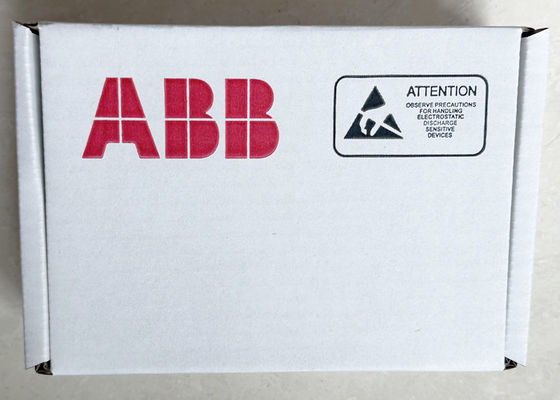 ABB
ATTENTION
OBSERVE PRECAUTIONS
FOR HANDLING
ELECTROSTATIC
DISCHARGE
SENSITIVE
DEVICES